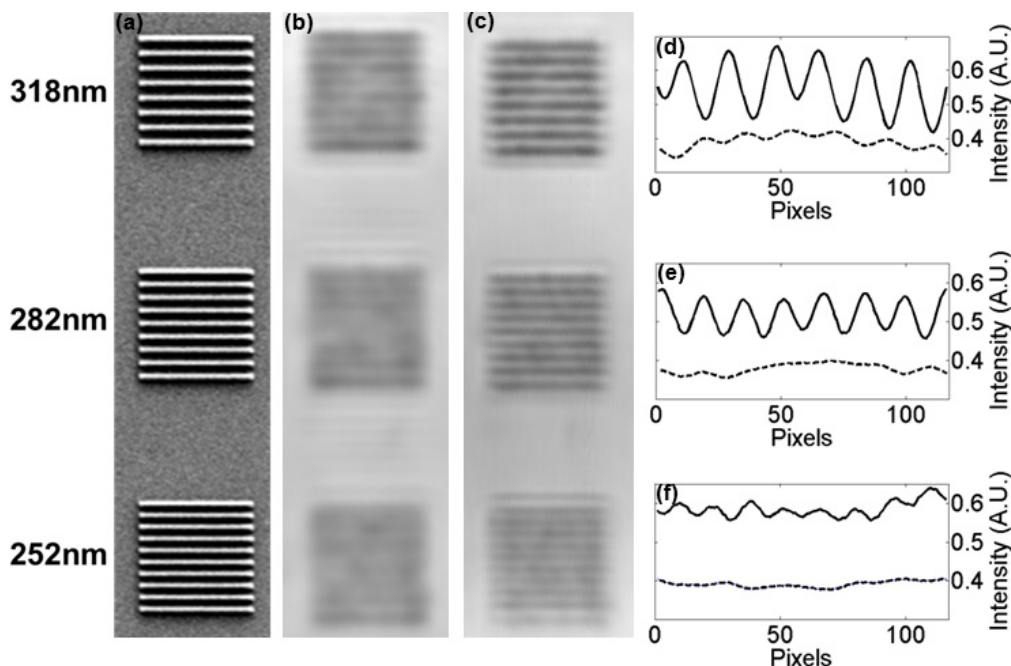 (a)
(b)
(c)
318nm
282nm
252nm
(d)
0.6
0.5
0.4
Intensity (A.U.)
0 50 100
Pixels
(e)
0.6
0.5
0.4
Intensity (A.U.)
0 50 100
Pixels
(f)
0.6
0.5
0.4
Intensity (A.U.)
0 50 100
Pixels